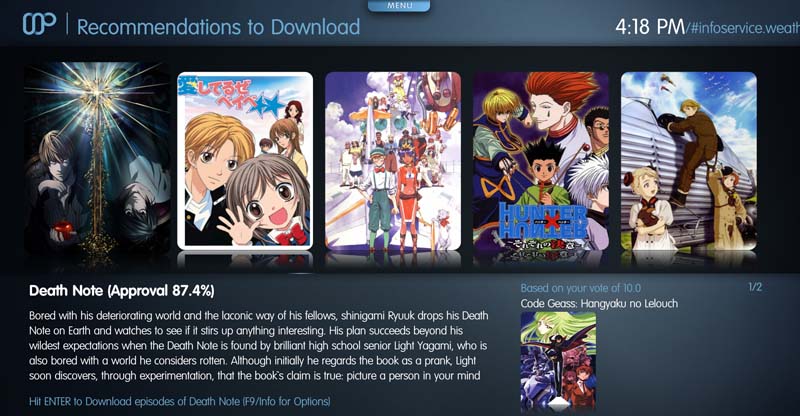 MENU
Recommendations to Download
4:18 PM/#infoservice.weath
愛してるぜ
ベイベ★★
HUNTER
HUNTER
Death Note (Approval 87.4%)
Bored with his deteriorating world and the laconic way of his fellows, shinigami Ryuuk drops his Death
Note on Earth and watches to see if it stirs up anything interesting. His plan succeeds beyond his
wildest expectations when the Death Note is found by brilliant high school senior Light Yagami, who is
also bored with a world he considers rotten. Although initially he regards the book as a prank, Light
soon discovers, through experimentation, that the book's claim is true: picture a person in your mind
Hit ENTER to Download episodes of Death Note (F9/Info for Options)
Based on your vote of 10.0
1/2
Code Geass: Hangyaku no Lelouch